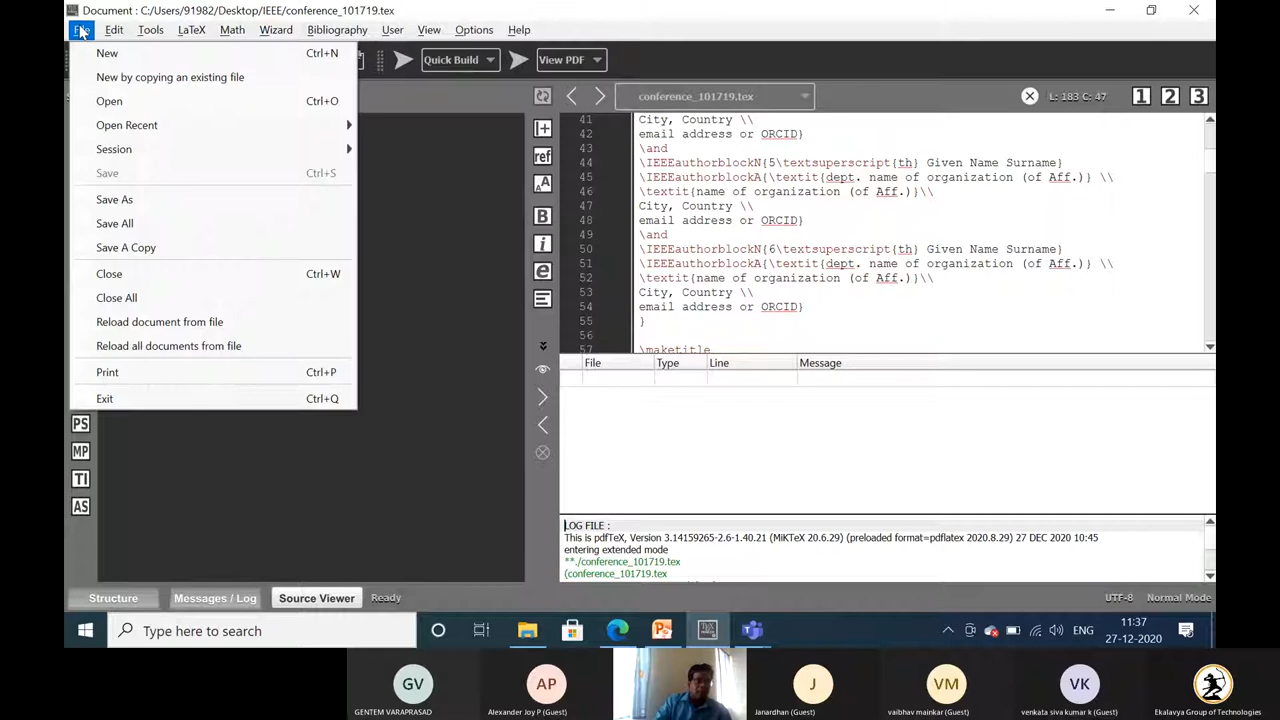 Document : C:/Users/91982/Desktop/IEEE/conference_101719.tex
File Edit Tools LaTeX Math Wizard Bibliography User View Options Help
New Ctrl+N
New by copying an existing file
Open Ctrl+O
Open Recent
Session
Save Ctrl+S
Save As
Save All
Save A Copy
Close Ctrl+W
Close All
Reload document from file
Reload all documents from file
Print Ctrl+P
Exit Ctrl+Q
Quick Build View PDF
conference_101719.tex L: 183 C: 47 1 2 3
ref
B
i
e
PS
MP
TI
AS
41 City, Country \\
42 email address or ORCID}
43 \and
44 \IEEEauthorblockN{5\textsuperscript{th} Given Name Surname}
45 \IEEEauthorblockA{\textit{dept. name of organization (of Aff.)} \\
46 \textit{name of organization (of Aff.)}\\
47 City, Country \\
48 email address or ORCID}
49 \and
50 \IEEEauthorblockN{6\textsuperscript{th} Given Name Surname}
51 \IEEEauthorblockA{\textit{dept. name of organization (of Aff.)} \\
52 \textit{name of organization (of Aff.)}\\
53 City, Country \\
54 email address or ORCID}
55 }
56
57 \maketitle
File Type Line Message
LOG FILE :
This is pdfTeX, Version 3.14159265-2.6-1.40.21 (MiKTeX 20.6.29) (preloaded format=pdflatex 2020.8.29) 27 DEC 2020 10:45
entering extended mode
**./conference_101719.tex
(conference_101719.tex
Structure Messages / Log Source Viewer Ready UTF-8 Normal Mode
Type here to search ENG 11:37
27-12-2020
GV AP J VM VK
GENTEM VARAPRASAD Alexander Joy P (Guest) Janardhan (Guest) vaibhav mainkar(Guest) venkata siva kumar k (Guest) Ekalavya Group of Technologies